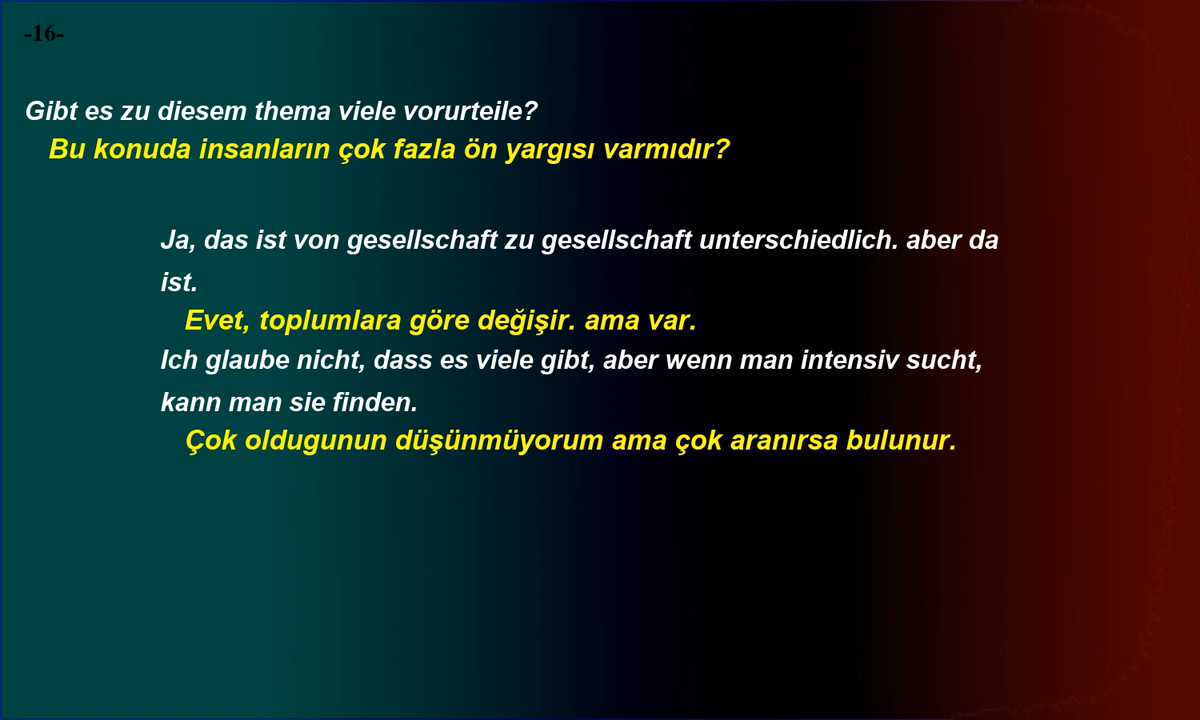 -16-
Gibt es zu diesem thema viele vorurteile?
Bu konuda insanların çok fazla ön yargısı varmıdır?
Ja, das ist von gesellschaft zu gesellschaft unterschiedlich. aber da
ist.
Evet, toplumlara göre değişir. ama var.
Ich glaube nicht, dass es viele gibt, aber wenn man intensiv sucht,
kann man sie finden.
Çok oldugunun düşünmüyorum ama çok aranırsa bulunur.